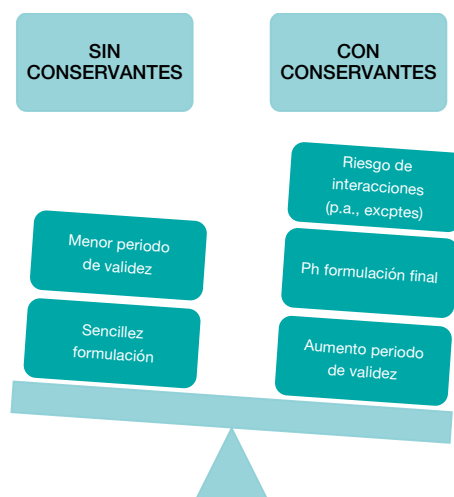 SIN
CONSERVANTES
CON
CONSERVANTES
Menor periodo
de validez
Sencillez
formulación
Riesgo de
interacciones
(p.a., excptes)
Ph formulación final
Aumento periodo
de validez